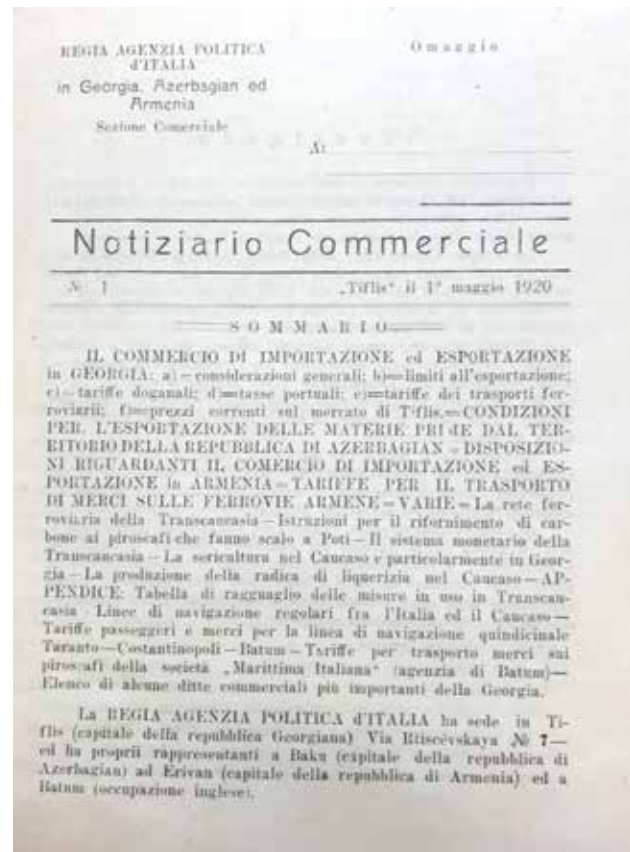 REGIA AGENZIA POLITICA
d'ITALIA
in Georgia, Azerbagian ed
Armenia
Sezione Comerciale
Omaggio
A:
Notiziario Commerciale
№ 1
„Tiflis“ il 1° maggio 1920
SOMMARIO
IL COMMERCIO DI IMPORTAZIONE ed ESPORTAZIONE
in GEORGIA: a)—considerazioni generali; b)—limiti all'esportazione;
c)—tariffe doganali; d)—tasse portuali; e)—tariffe dei trasporti fer-
roviarii; f)—prezzi correnti sul mercato di Tiflis.—CONDIZIONI
PER L'ESPORTAZIONE DELLE MATERIE PRIME DAL TER-
RITORIO DELLA REPUBBLICA DI AZERBAGIAN — DISPOSIZIO-
NI RIGUARDANTI IL COMERCIO DI IMPORTAZIONE ed ES-
PORTAZIONE in ARMENIA — TARIFFE PER IL TRASPORTO
DI MERCI SULLE FERROVIE ARMENE — VARIE — La rete fer-
roviaria della Transcaucasia — Istruzioni per il rifornimento di car-
bone ai piroscafi che fanno scalo a Poti — Il sistema monetario della
Transcaucasia — La sericaltura nel Caucaso e particolarmente in Geor-
gia — La produzione della radica di liquerizia nel Caucaso — AP-
PENDICE: Tabella di ragguaglio delle misure in uso in Transcau-
casia Linee di navigazione regolari fra l'Italia ed il Caucaso —
Tariffe passeggeri e merci per la linea di navigazione quindicinale
Taranto—Costantinopoli—Batum — Tariffe per trasporto merci sui
piroscafi della società „Marittima Italiana“ (agenzia di Batum)—
Elenco di alcune ditte commerciali più importanti della Georgia.
La REGIA AGENZIA POLITICA d'ITALIA ha sede in Ti-
flis (capitale della repubblica Georgiana) Via Rtiscevskaya № 7—
ed ha proprii rappresentanti a Baku (capitale della repubblica di
Azerbagian) ad Erivan (capitale della repubblica di Armenia) ed a
Batum (occupazione inglese).